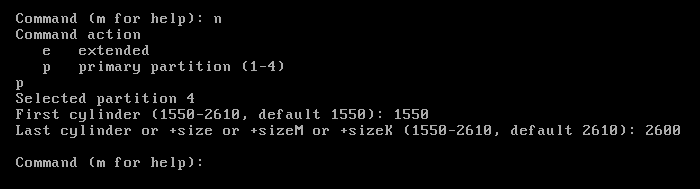 Command (m for help): n
Command action
   e   extended
   p   primary partition (1-4)
p
Selected partition 4
First cylinder (1550-2610, default 1550): 1550
Last cylinder or +size or +sizeM or +sizeK (1550-2610, default 2610): 2600

Command (m for help):